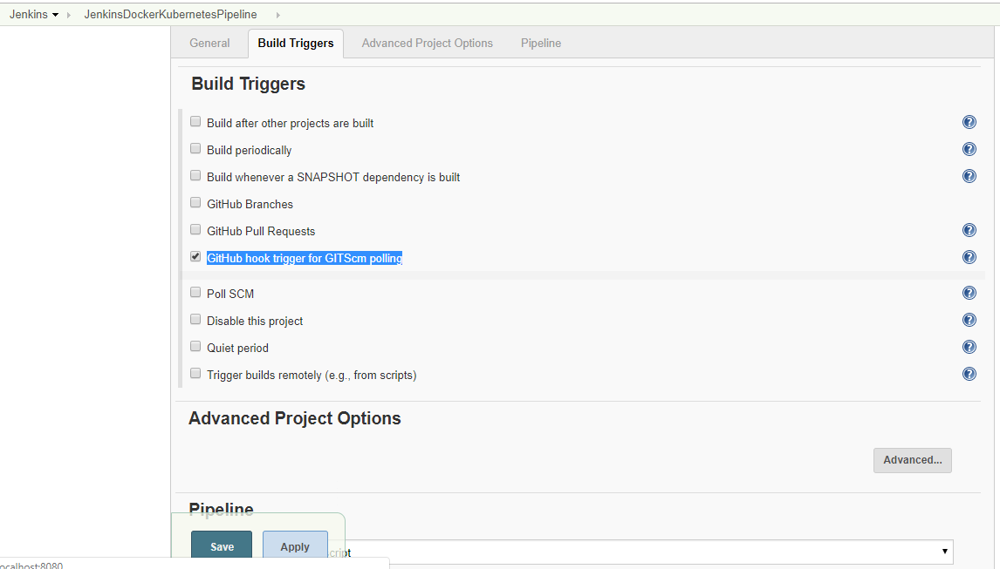 Jenkins JenkinsDockerKubernetesPipeline
General Build Triggers Advanced Project Options Pipeline
Build Triggers
Build after other projects are built
Build periodically
Build whenever a SNAPSHOT dependency is built
GitHub Branches
GitHub Pull Requests
GitHub hook trigger for GITScm polling
Poll SCM
Disable this project
Quiet period
Trigger builds remotely (e.g., from scripts)
Advanced Project Options
Advanced...
Pipeline
Save Apply cript
ocalhost:8080